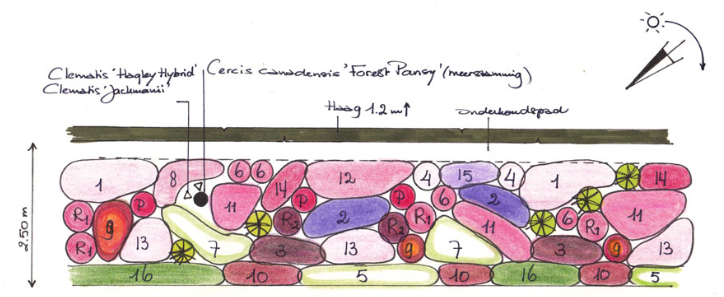 Clematis 'Hagley Hybrid'
Clematis 'Jackmanii'
Cercis canadensis 'Forest Pansy' (meerstammig)
Haag 1.2 m↑
onderhoudspad
2.50 m
1 8 6 6 14 12 4 15 4 1 14
R1 9 P 11 P R2 2 P R2 R1 6 2 6 R1 11
R1 13 7 3 13 9 7 11 3 9 13
16 10 5 10 16 10 5